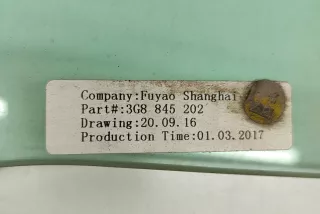 Company:Fuyao Shanghai
Part#:3G8 845 202
Drawing:20.09.16
Production Time:01.03.2017